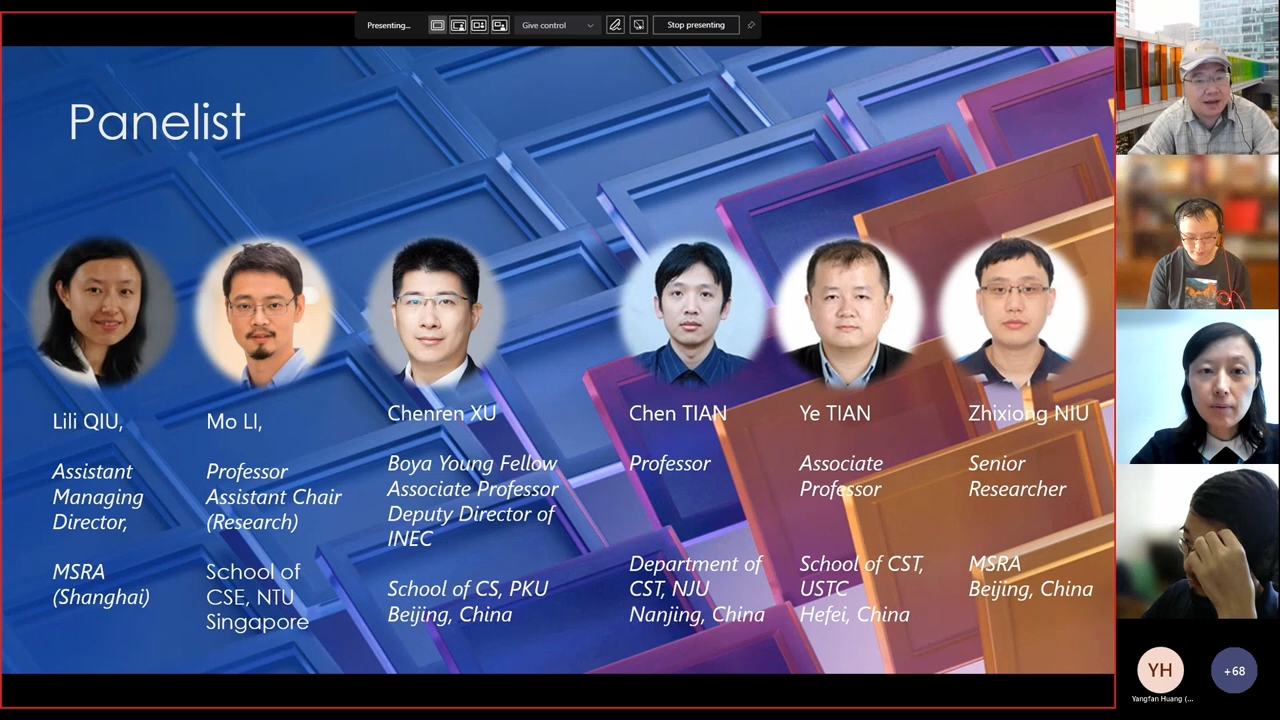 Presenting...
Give control
Stop presenting
Panelist
Lili QIU,
Assistant
Managing
Director,
MSRA
(Shanghai)
Mo LI,
Professor
Assistant Chair
(Research)
School of
CSE, NTU
Singapore
Chenren XU
Boya Young Fellow
Associate Professor
Deputy Director of
INEC
School of CS, PKU
Beijing, China
Chen TIAN
Professor
Department of
CST, NJU
Nanjing, China
Ye TIAN
Associate
Professor
School of CST,
USTC
Hefei, China
Zhixiong NIU
Senior
Researcher
MSRA
Beijing, China
YH
+68
Yangfan Huang (...